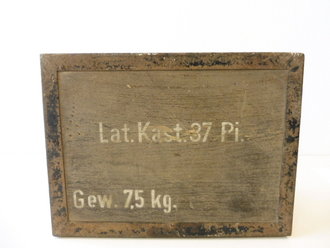 Lat. Kast. 37 Pi.
Gew. 7,5 kg.